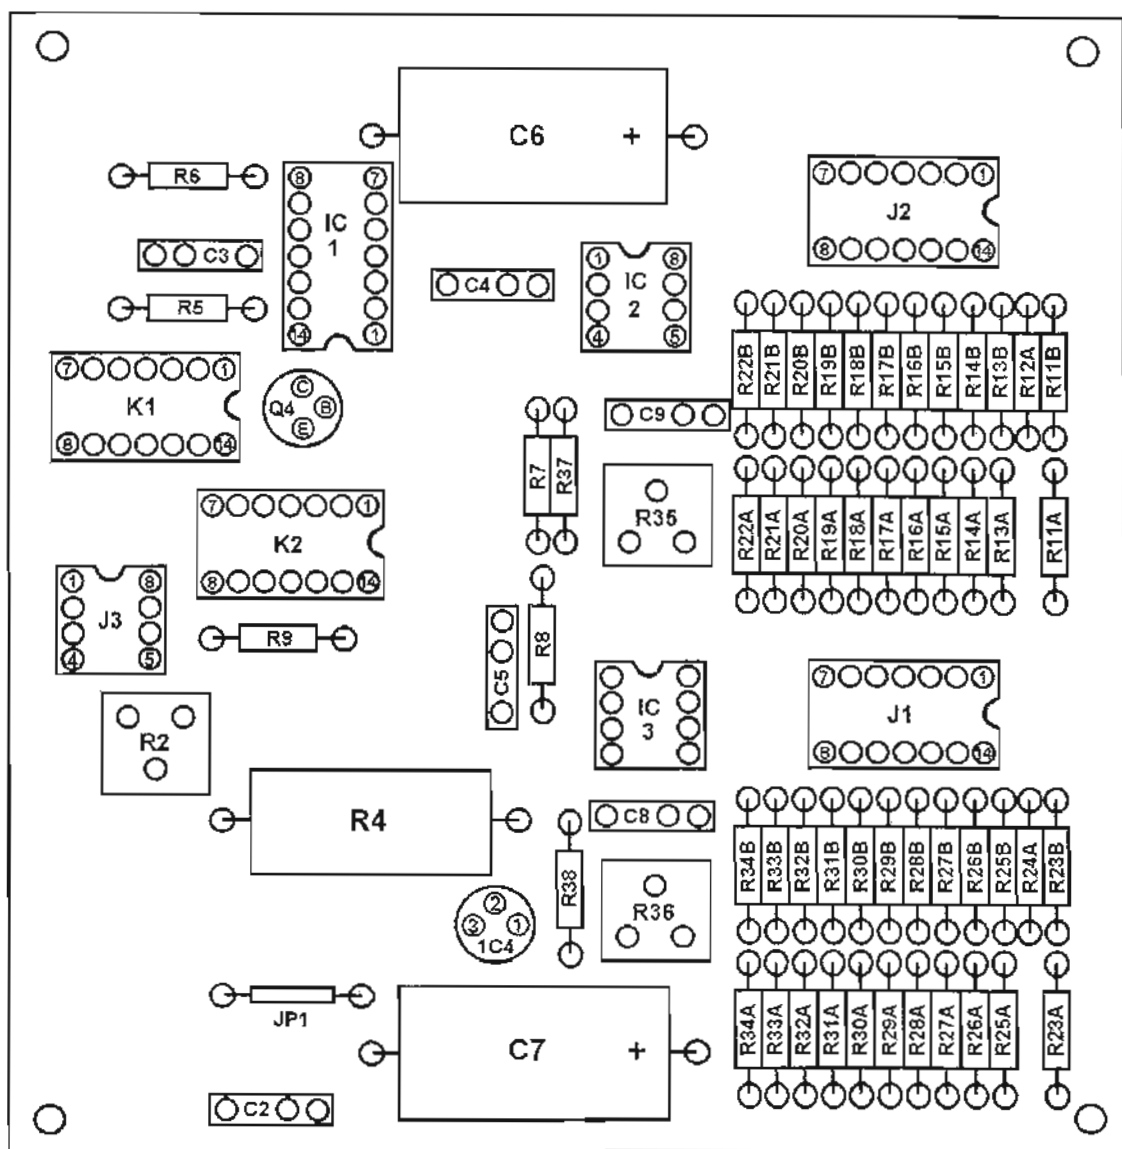 C6 +
R6
8 7
IC
1
14 1
7 1
J2
8 14
C3
C4
1 8
IC
2
4 5
R5
R22B R21B R20B R19B R18B R17B R16B R15B R14B R13B R12A R11B
7 1
K1
8 14
C
Q4 B
E
C9
R7 R37
R35
R22A R21A R20A R19A R18A R17A R16A R15A R14A R13A R11A
7 1
K2
8 14
1 8
J3
4 5
R9
C5
R8
IC
3
7 1
J1
8 14
R2
R4
C8
R34B R33B R32B R31B R30B R29B R28B R27B R26B R25B R24A R23B
R38
R36
2
3 1
1C4
JP1
C7 +
R34A R33A R32A R31A R30A R29A R28A R27A R26A R25A R23A
C2